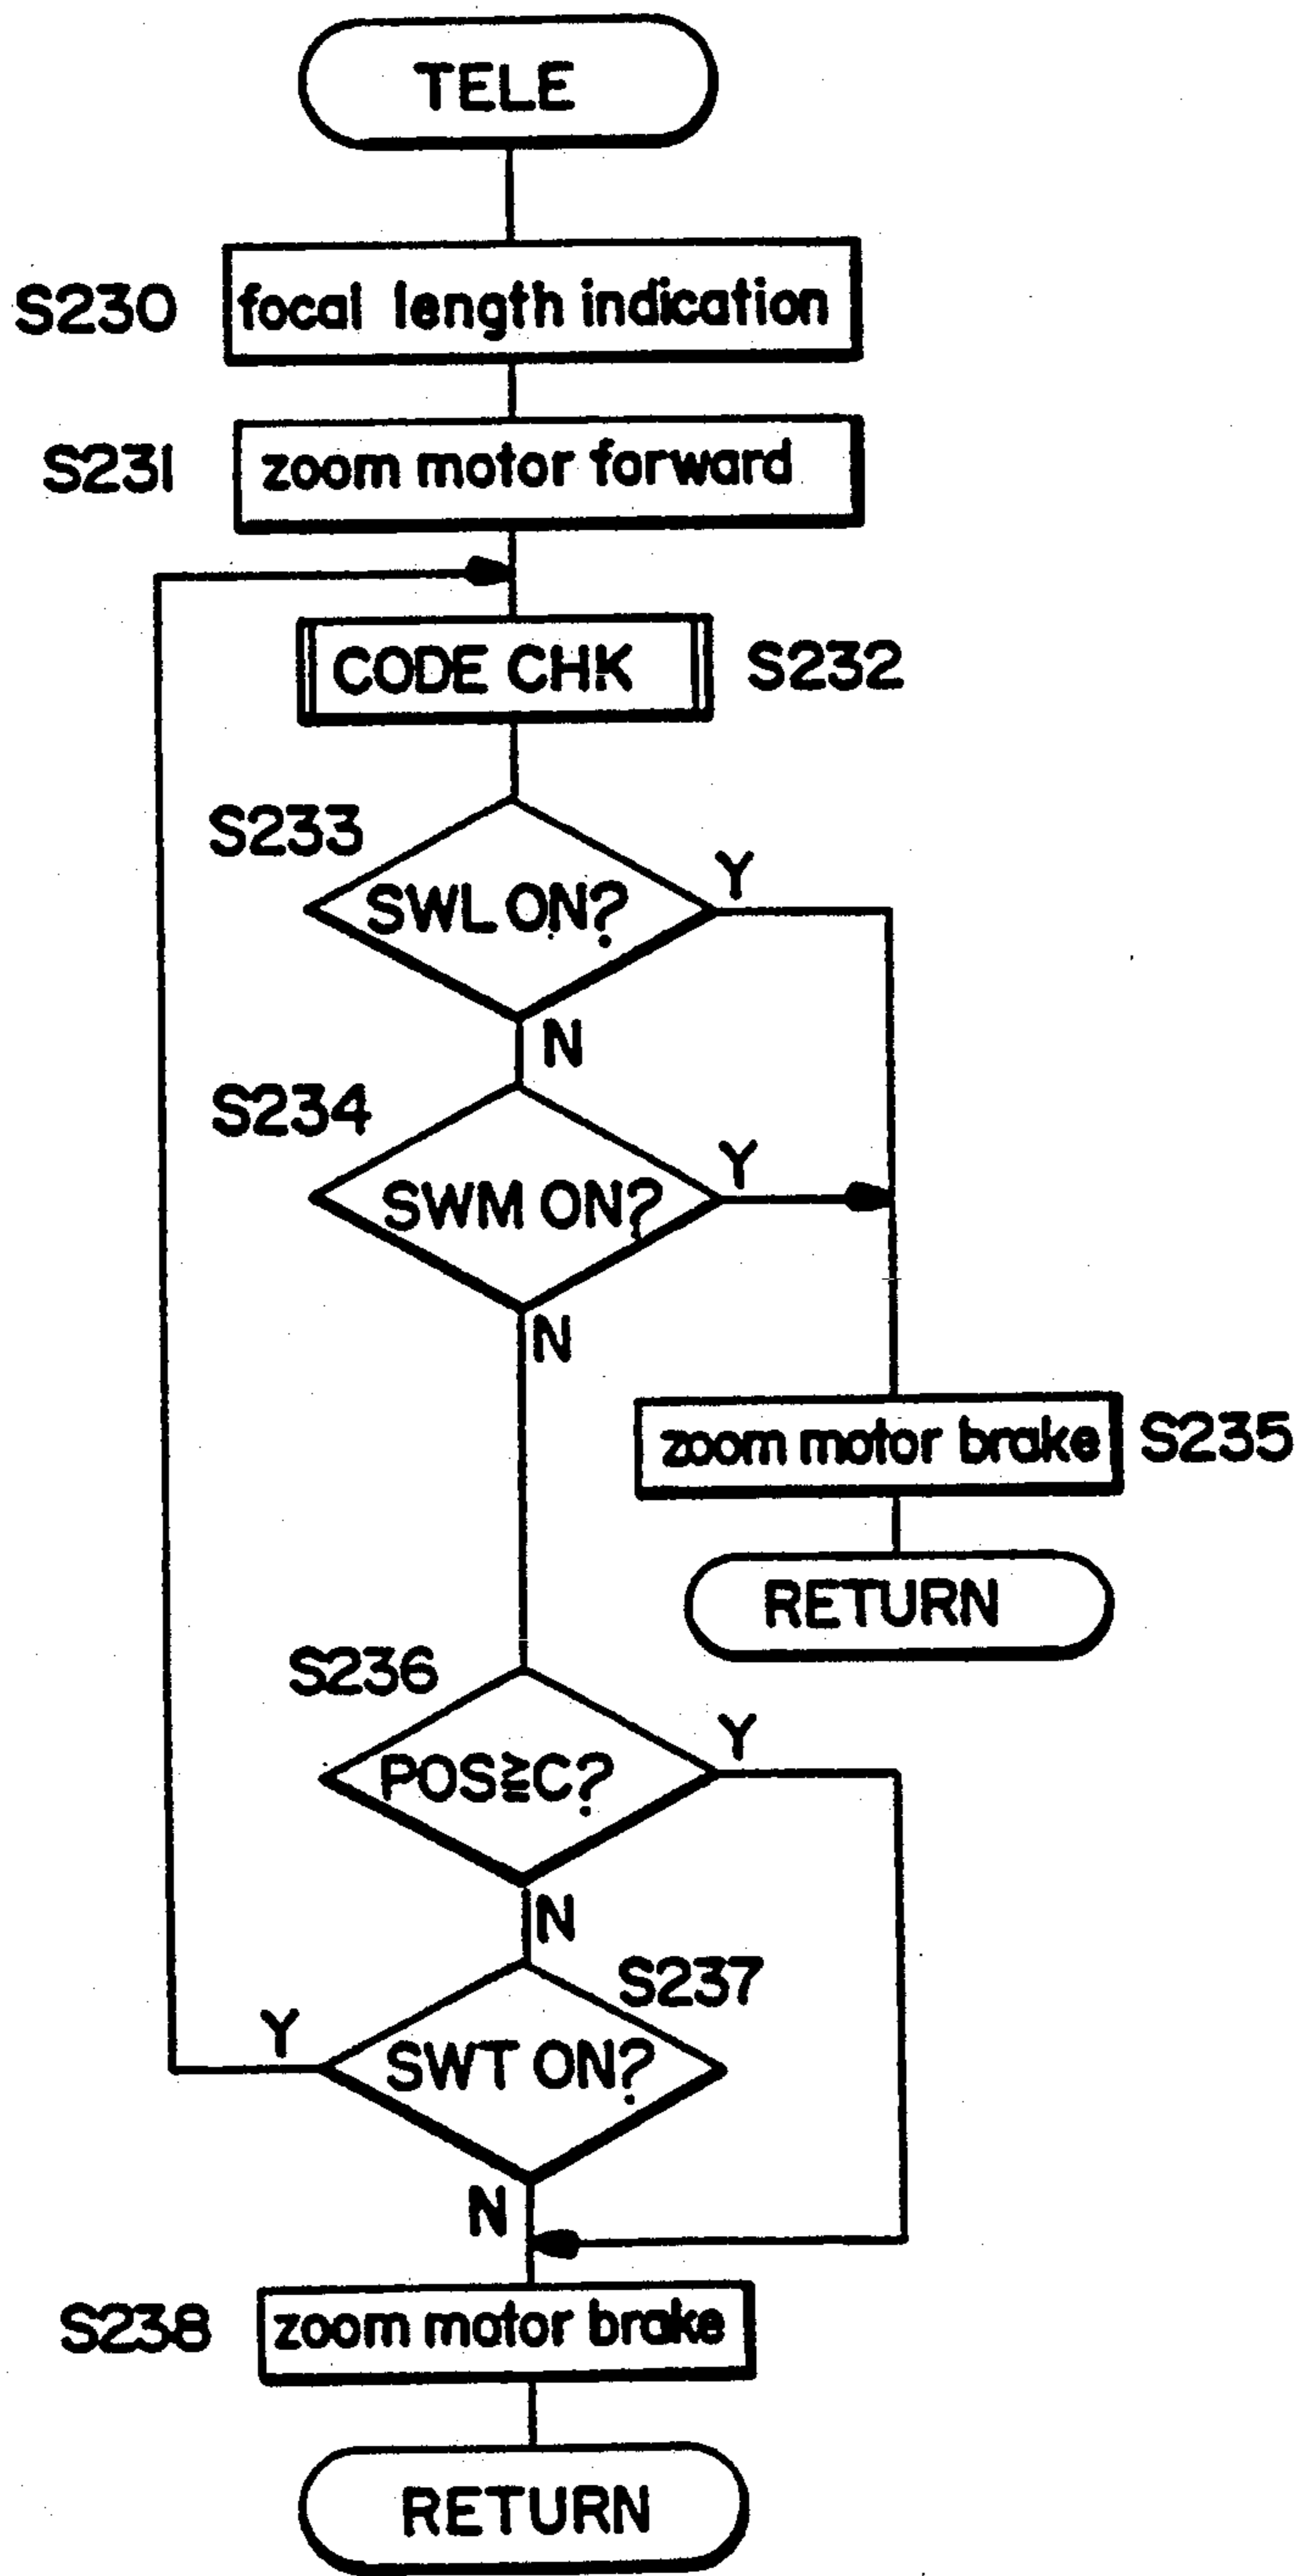 TELE
S230 focal length indication
S231 zoom motor forward
CODE CHK S232
S233
SWL ON?
Y
N
S234
SWM ON?
Y
N
zoom motor brake S235
RETURN
S236
POS≧C?
Y
N
S237
SWT ON?
Y
N
S238 zoom motor brake
RETURN